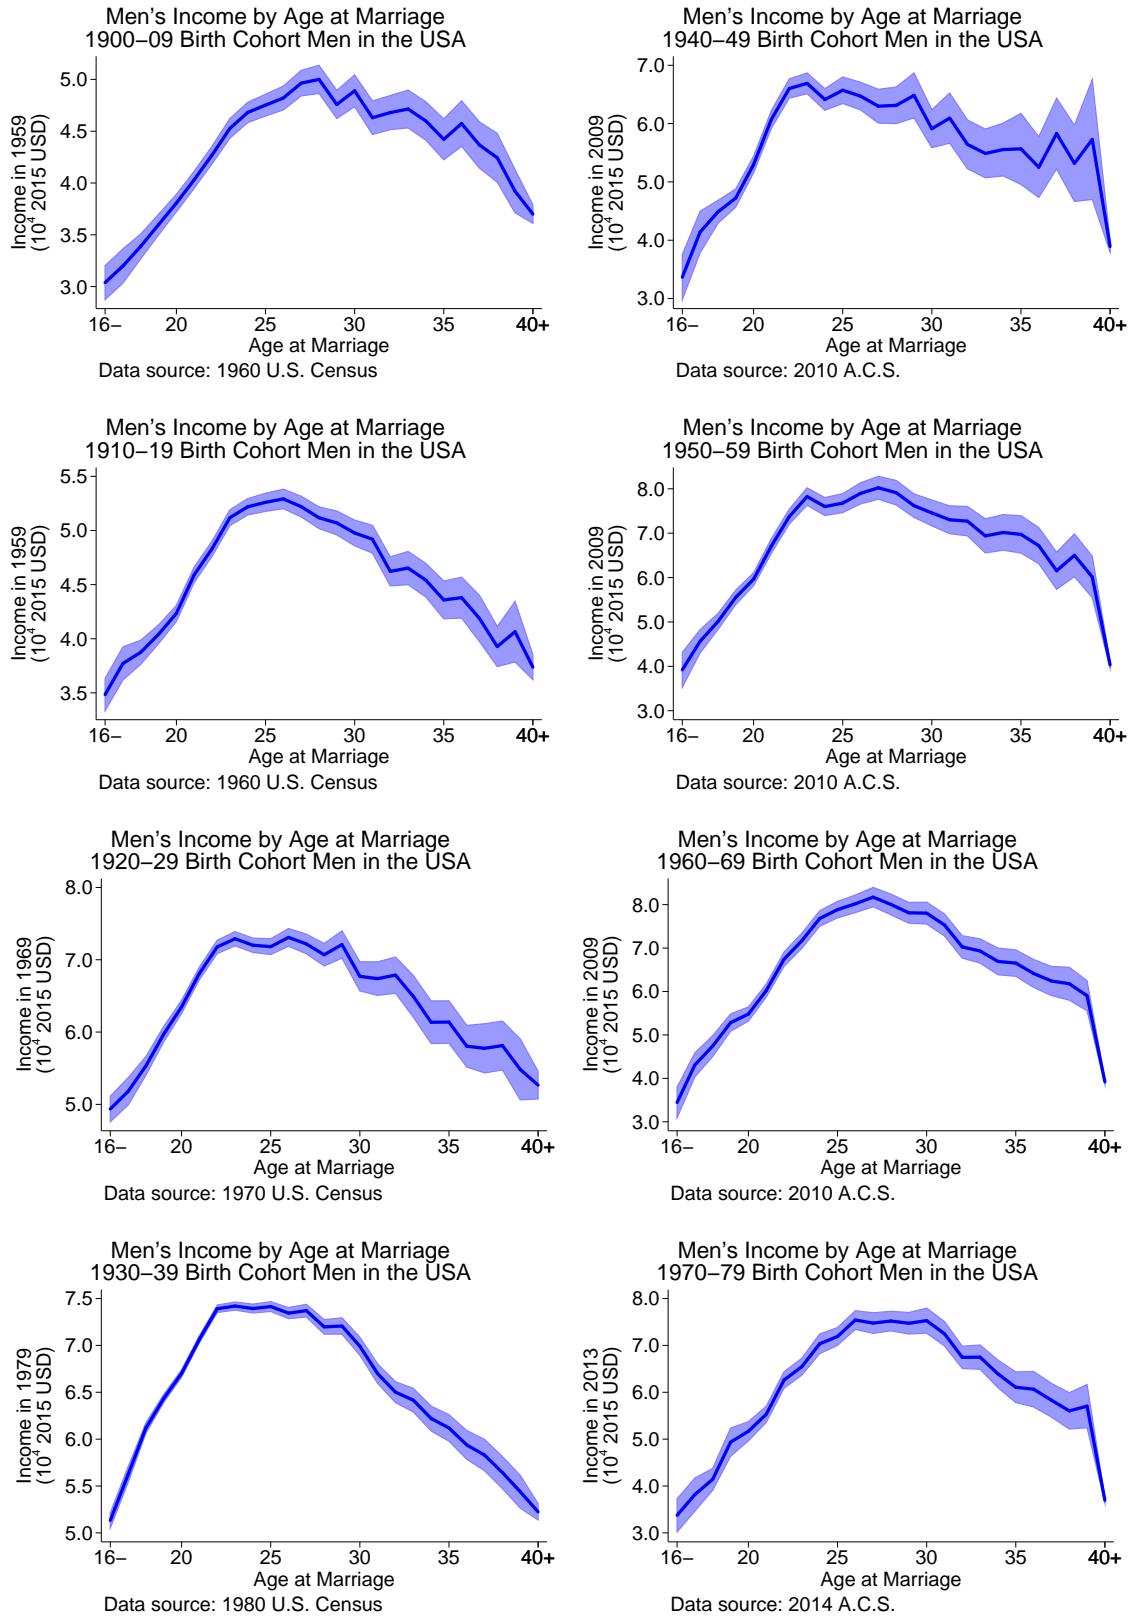 Men’s Income by Age at Marriage
1900−09 Birth Cohort Men in the USA
Income in 1959
(10⁴ 2015 USD)
5.0
4.5
4.0
3.5
3.0
16− 20 25 30 35 40+
Age at Marriage
Data source: 1960 U.S. Census
Men’s Income by Age at Marriage
1940−49 Birth Cohort Men in the USA
Income in 2009
(10⁴ 2015 USD)
7.0
6.0
5.0
4.0
3.0
16− 20 25 30 35 40+
Age at Marriage
Data source: 2010 A.C.S.
Men’s Income by Age at Marriage
1910−19 Birth Cohort Men in the USA
Income in 1959
(10⁴ 2015 USD)
5.5
5.0
4.5
4.0
3.5
16− 20 25 30 35 40+
Age at Marriage
Data source: 1960 U.S. Census
Men’s Income by Age at Marriage
1950−59 Birth Cohort Men in the USA
Income in 2009
(10⁴ 2015 USD)
8.0
7.0
6.0
5.0
4.0
3.0
16− 20 25 30 35 40+
Age at Marriage
Data source: 2010 A.C.S.
Men’s Income by Age at Marriage
1920−29 Birth Cohort Men in the USA
Income in 1969
(10⁴ 2015 USD)
8.0
7.0
6.0
5.0
16− 20 25 30 35 40+
Age at Marriage
Data source: 1970 U.S. Census
Men’s Income by Age at Marriage
1960−69 Birth Cohort Men in the USA
Income in 2009
(10⁴ 2015 USD)
8.0
7.0
6.0
5.0
4.0
3.0
16− 20 25 30 35 40+
Age at Marriage
Data source: 2010 A.C.S.
Men’s Income by Age at Marriage
1930−39 Birth Cohort Men in the USA
Income in 1979
(10⁴ 2015 USD)
7.5
7.0
6.5
6.0
5.5
5.0
16− 20 25 30 35 40+
Age at Marriage
Data source: 1980 U.S. Census
Men’s Income by Age at Marriage
1970−79 Birth Cohort Men in the USA
Income in 2013
(10⁴ 2015 USD)
8.0
7.0
6.0
5.0
4.0
3.0
16− 20 25 30 35 40+
Age at Marriage
Data source: 2014 A.C.S.